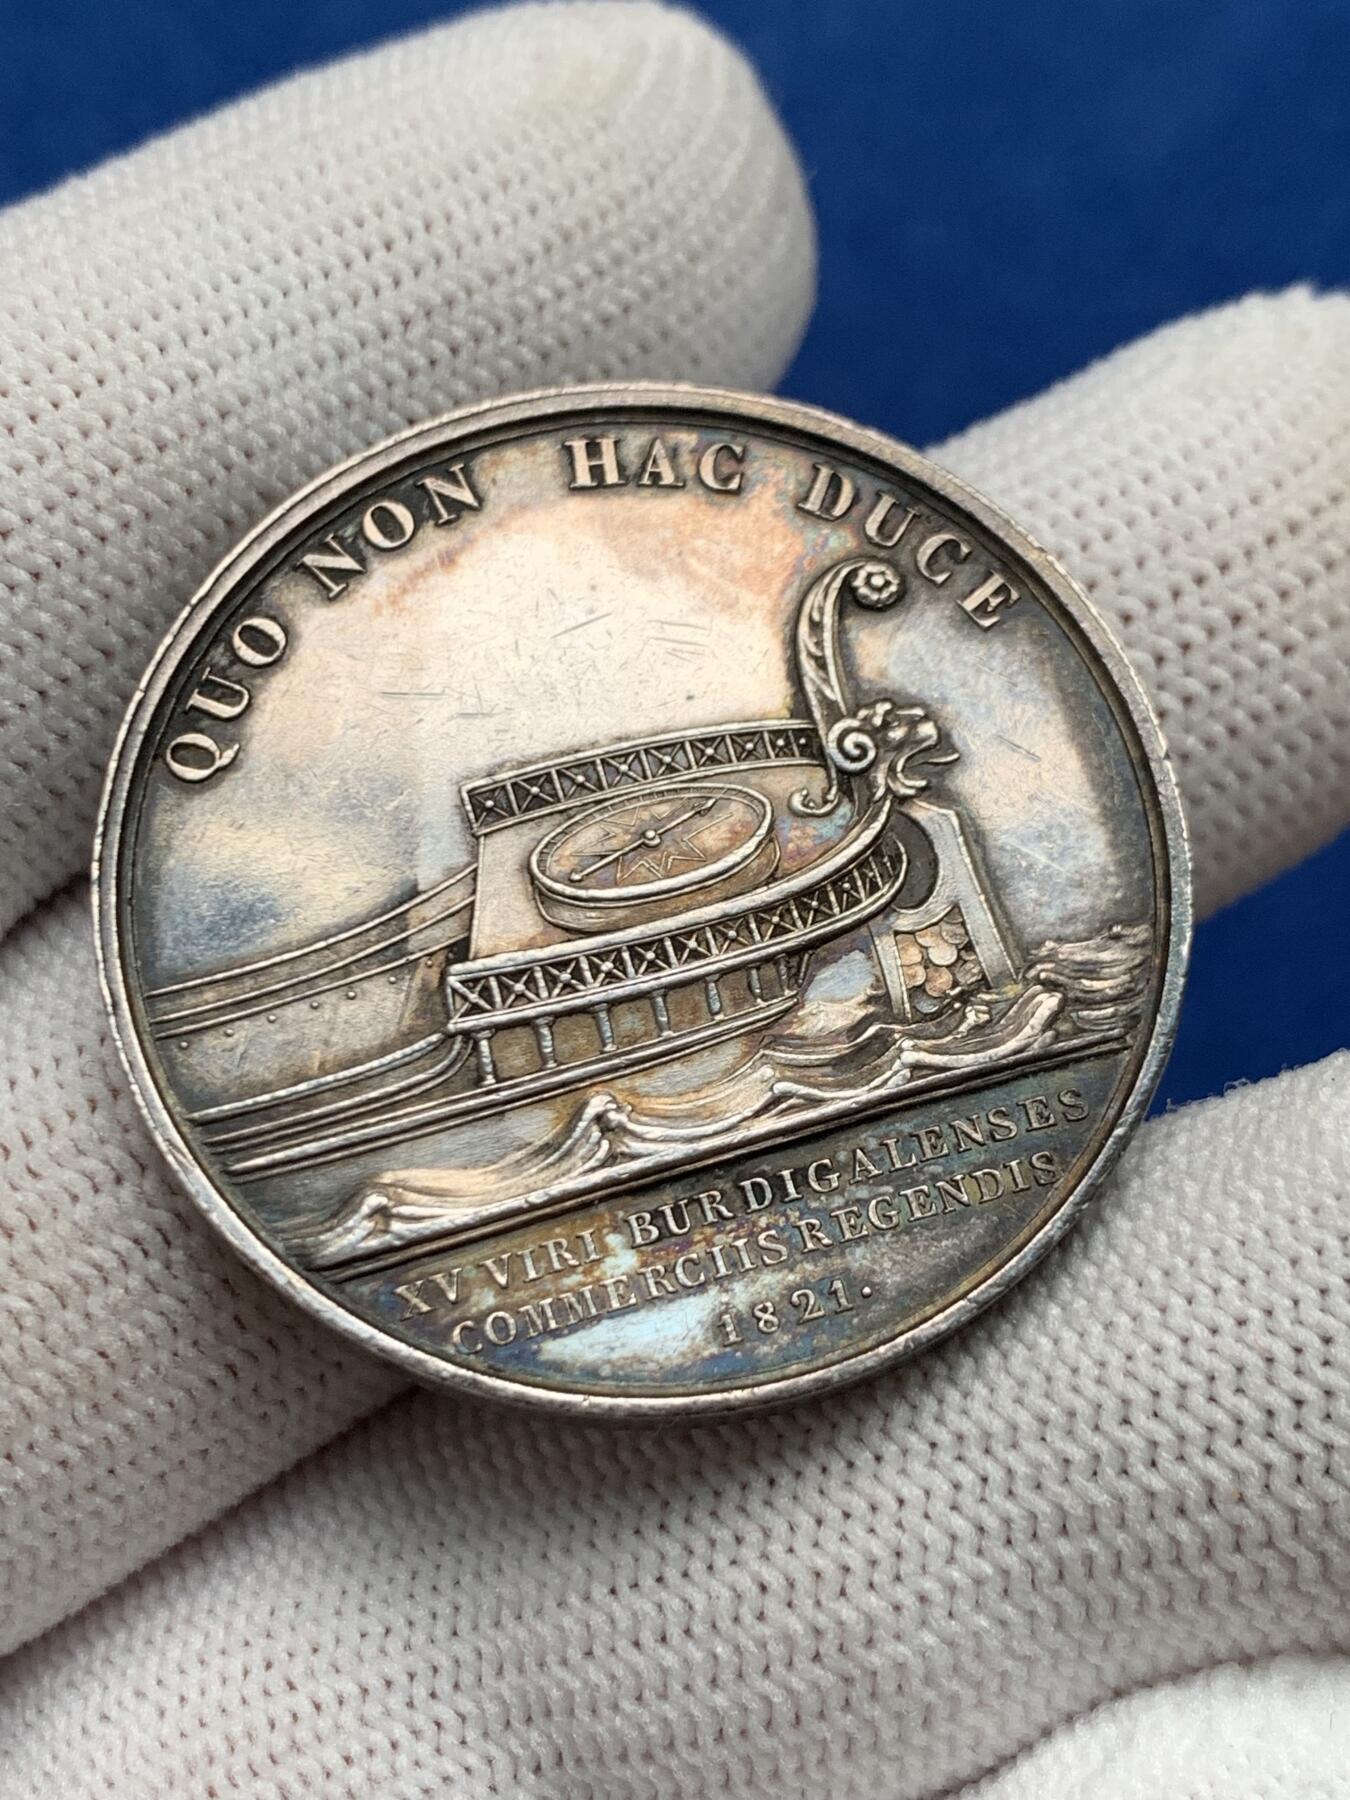 QUO NON HAC DUCE
XV VIRI BURDIGALENSES
COMMERCIIS REGENDIS
1821.